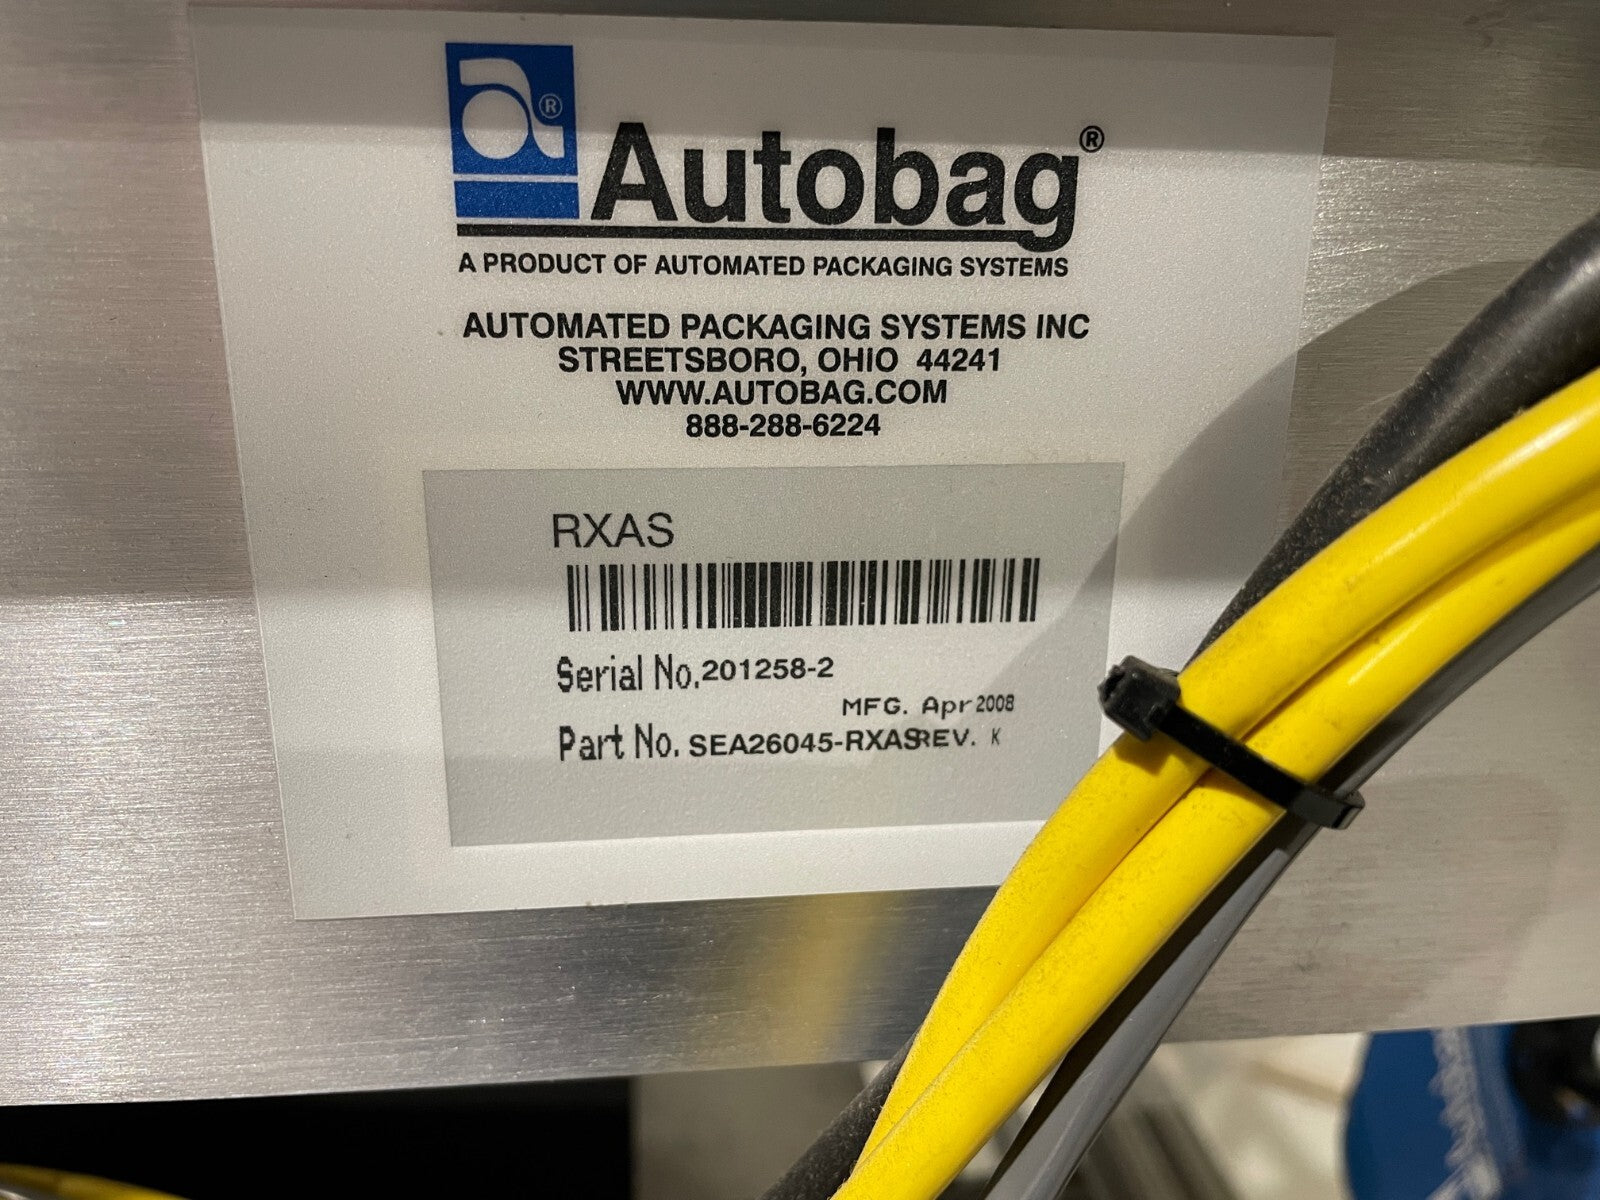 a®
Autobag®
A PRODUCT OF AUTOMATED PACKAGING SYSTEMS
AUTOMATED PACKAGING SYSTEMS INC
STREETSBORO, OHIO 44241
WWW.AUTOBAG.COM
888-288-6224
RXAS
Serial No. 201258-2
MFG. Apr 2008
Part No. SEA26045-RXAS REV. K